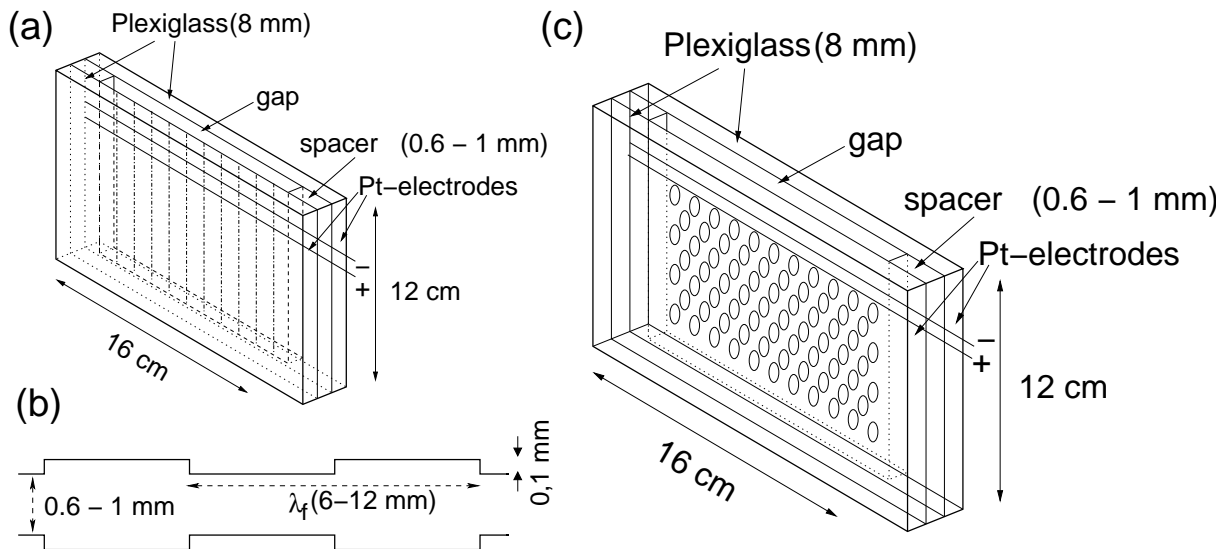 (a)
Plexiglass(8 mm)
gap
spacer (0.6 − 1 mm)
Pt−electrodes
−
+
12 cm
16 cm
(b)
0.6 − 1 mm
λf(6−12 mm)
0,1 mm
(c)
Plexiglass(8 mm)
gap
spacer (0.6 − 1 mm)
Pt−electrodes
−
+
12 cm
16 cm